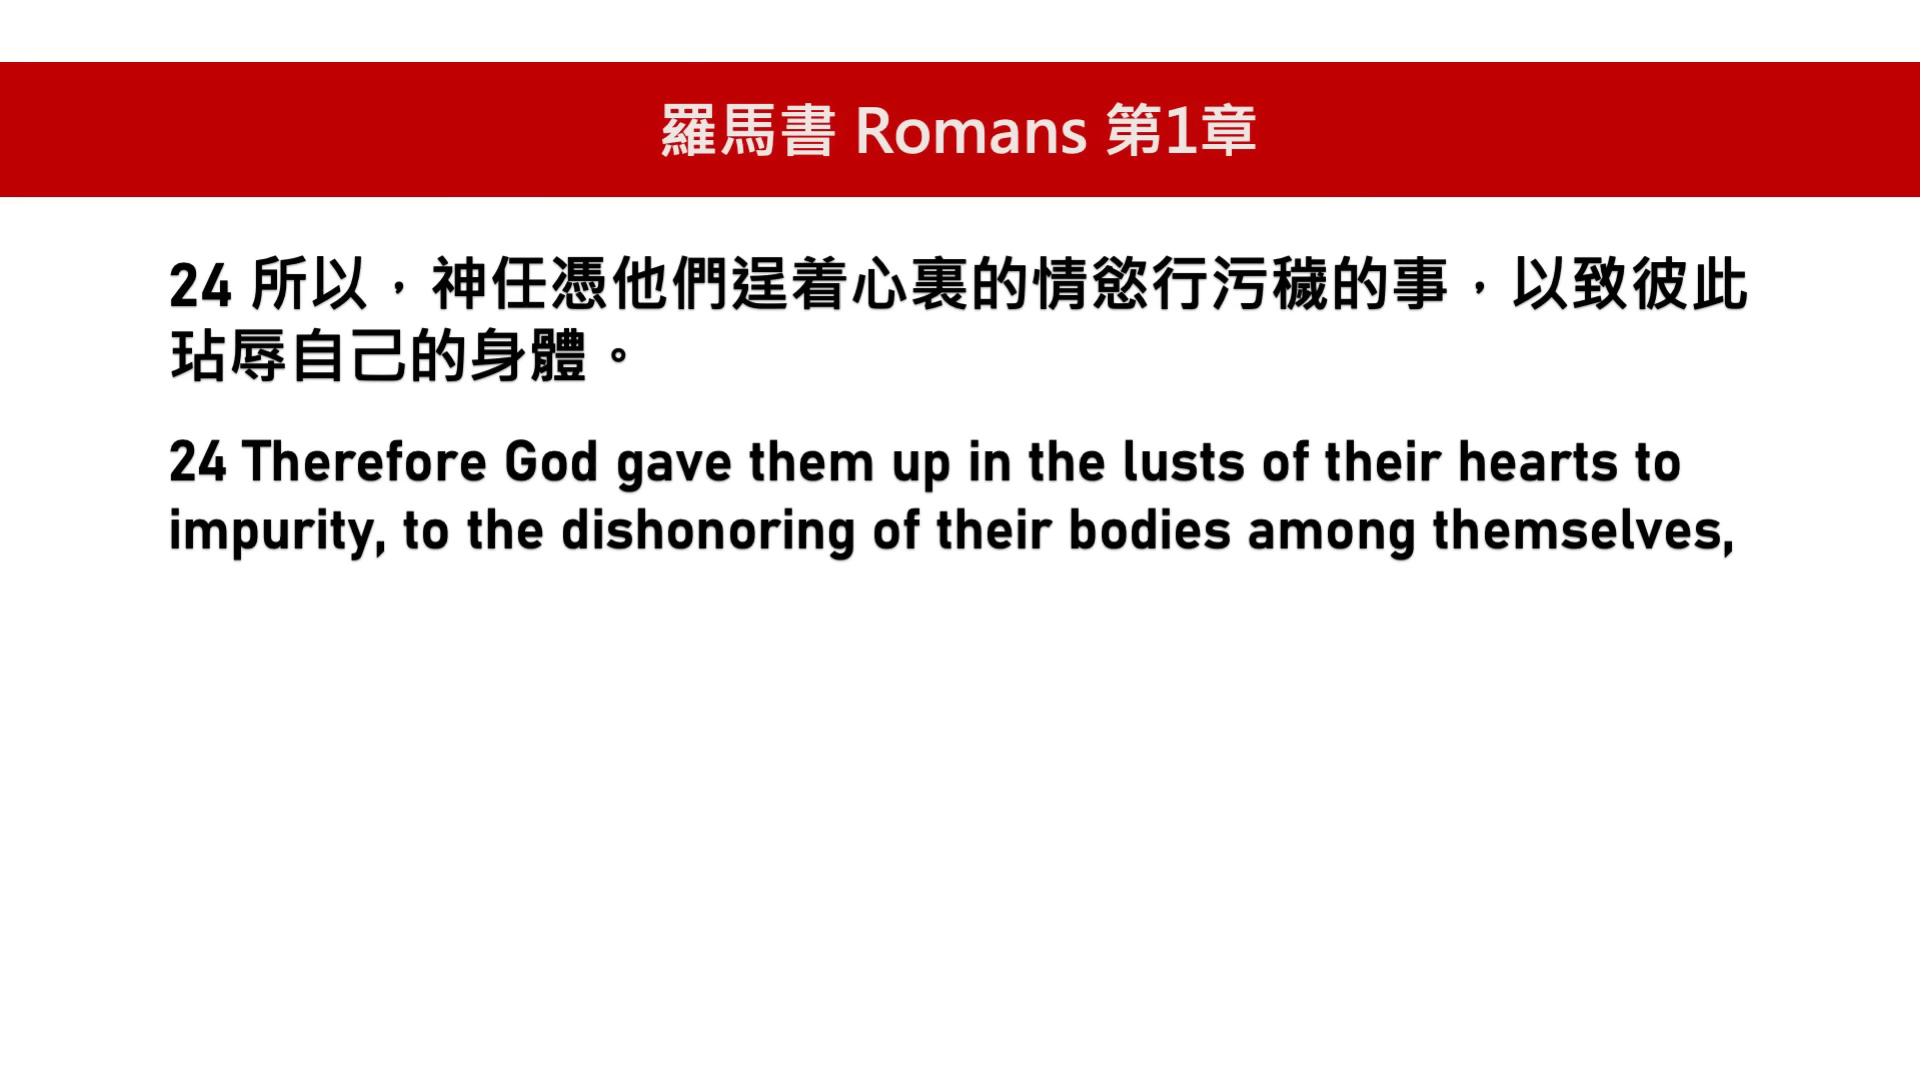 羅馬書 Romans 第1章
24 所以，神任憑他們逞着心裏的情慾行污穢的事，以致彼此
玷辱自己的身體。
24 Therefore God gave them up in the lusts of their hearts to
impurity, to the dishonoring of their bodies among themselves,